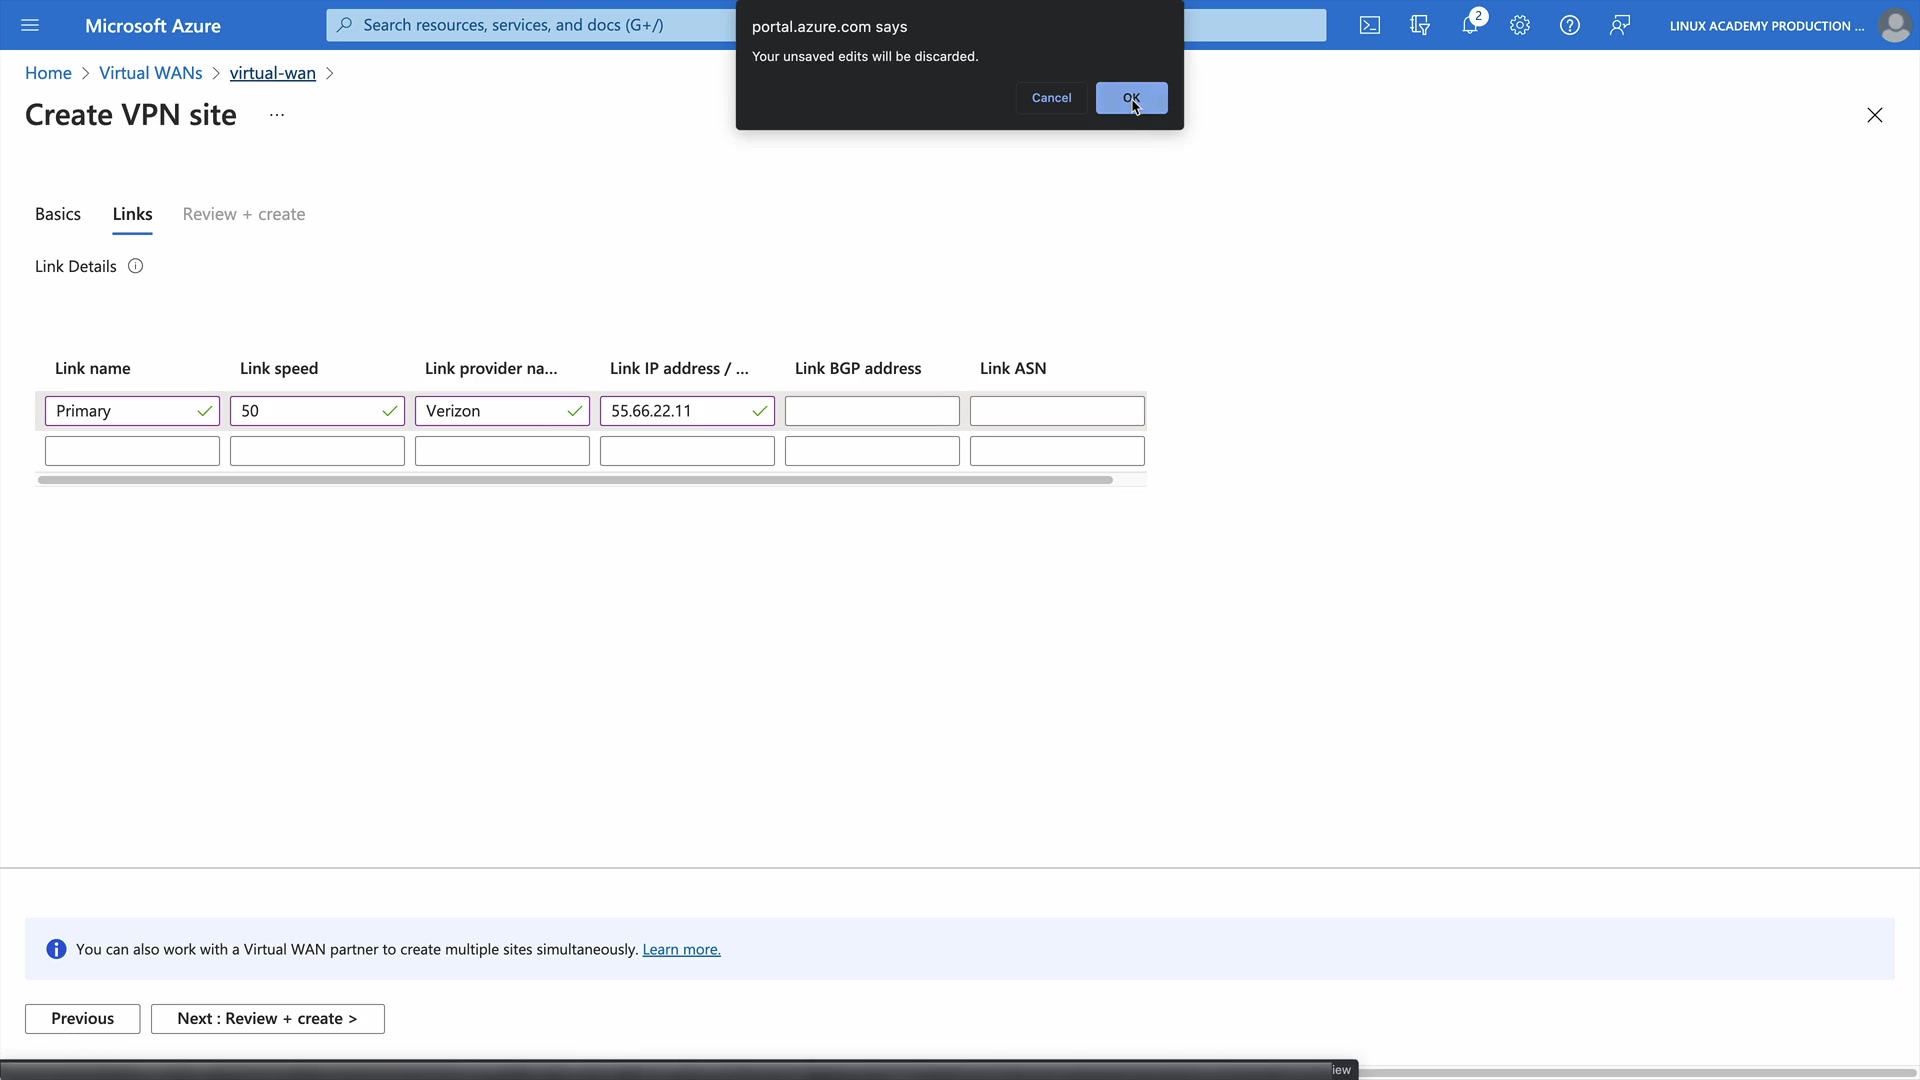 Microsoft Azure
Search resources, services, and docs (G+/)
portal.azure.com says
Your unsaved edits will be discarded.
Cancel
OK
2
LINUX ACADEMY PRODUCTION ...
Home > Virtual WANs > virtual-wan >
Create VPN site ...
Basics
Links
Review + create
Link Details
Link name
Link speed
Link provider na...
Link IP address / ...
Link BGP address
Link ASN
Primary
50
Verizon
55.66.22.11
You can also work with a Virtual WAN partner to create multiple sites simultaneously. Learn more.
Previous
Next : Review + create >
iew